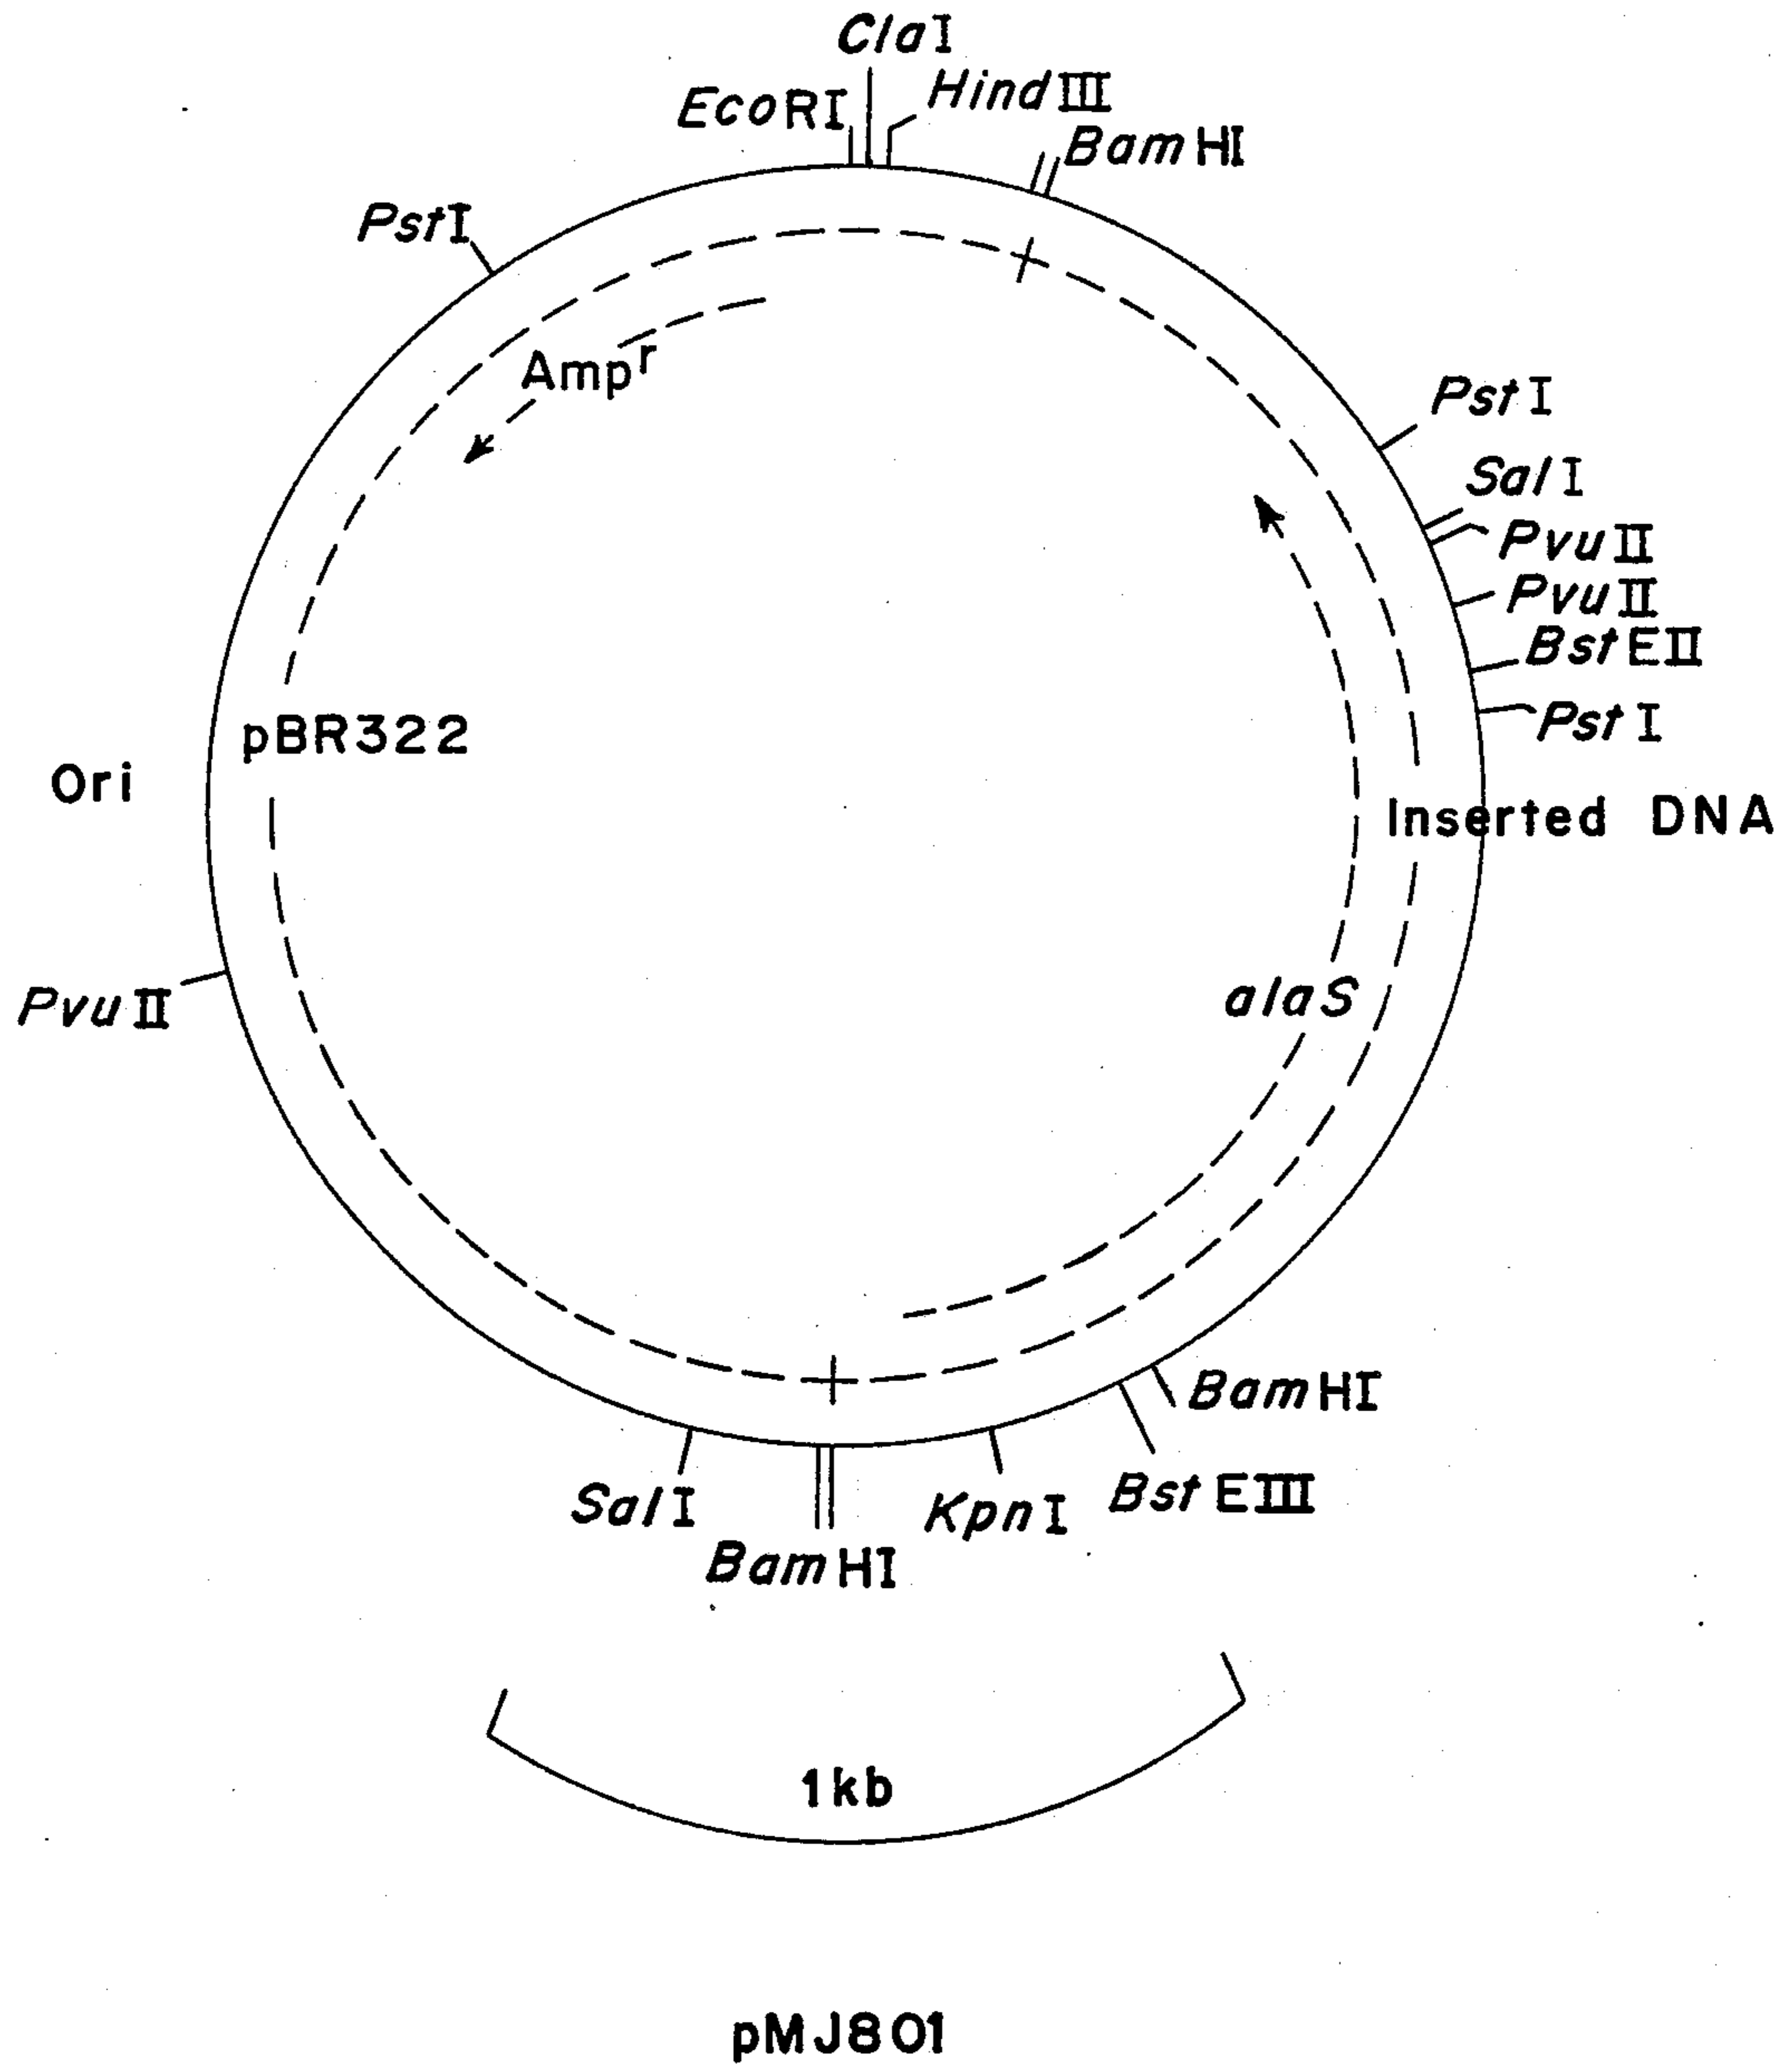 ClaI
EcoRI
HindIII
BamHI
PstI
Ampr
PstI
SalI
PvuII
PvuII
BstEII
PstI
pBR322
Ori
Inserted DNA
alaS
PvuII
BamHI
BstEIII
KpnI
SalI
BamHI
1kb
pMJ801